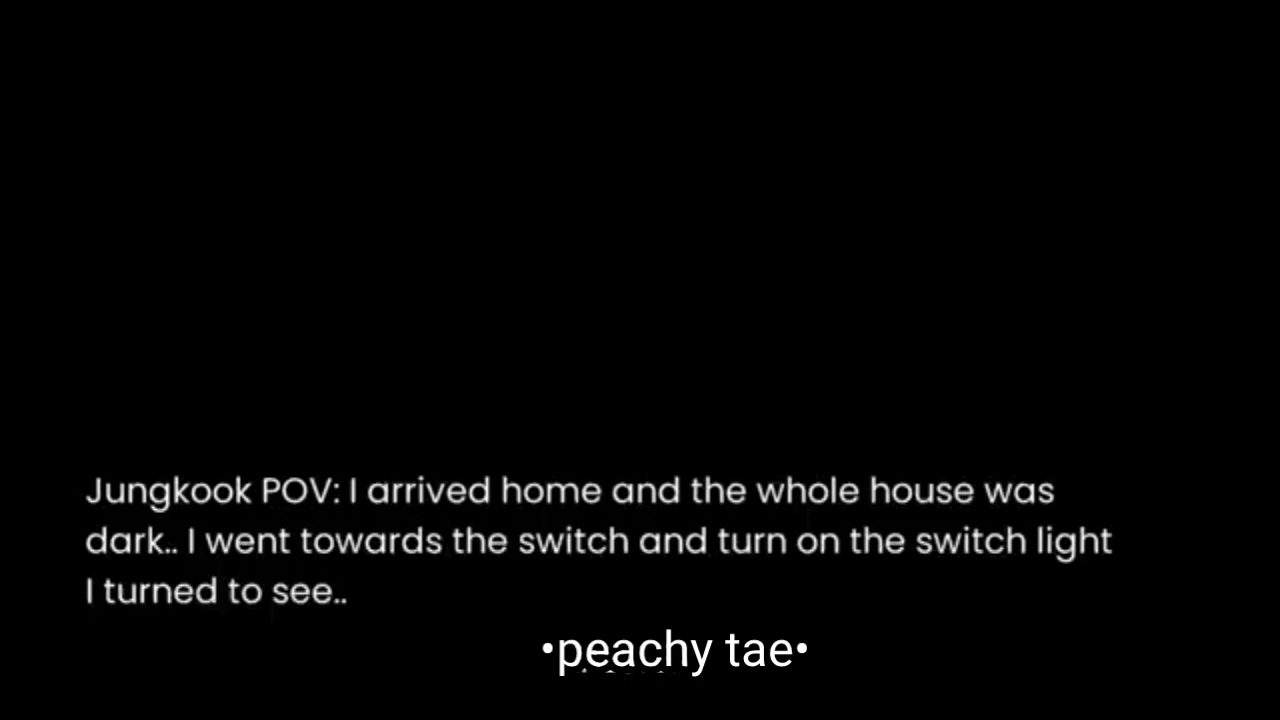 Jungkook POV: I arrived home and the whole house was
dark.. I went towards the switch and turn on the switch light
I turned to see..
•peachy tae•